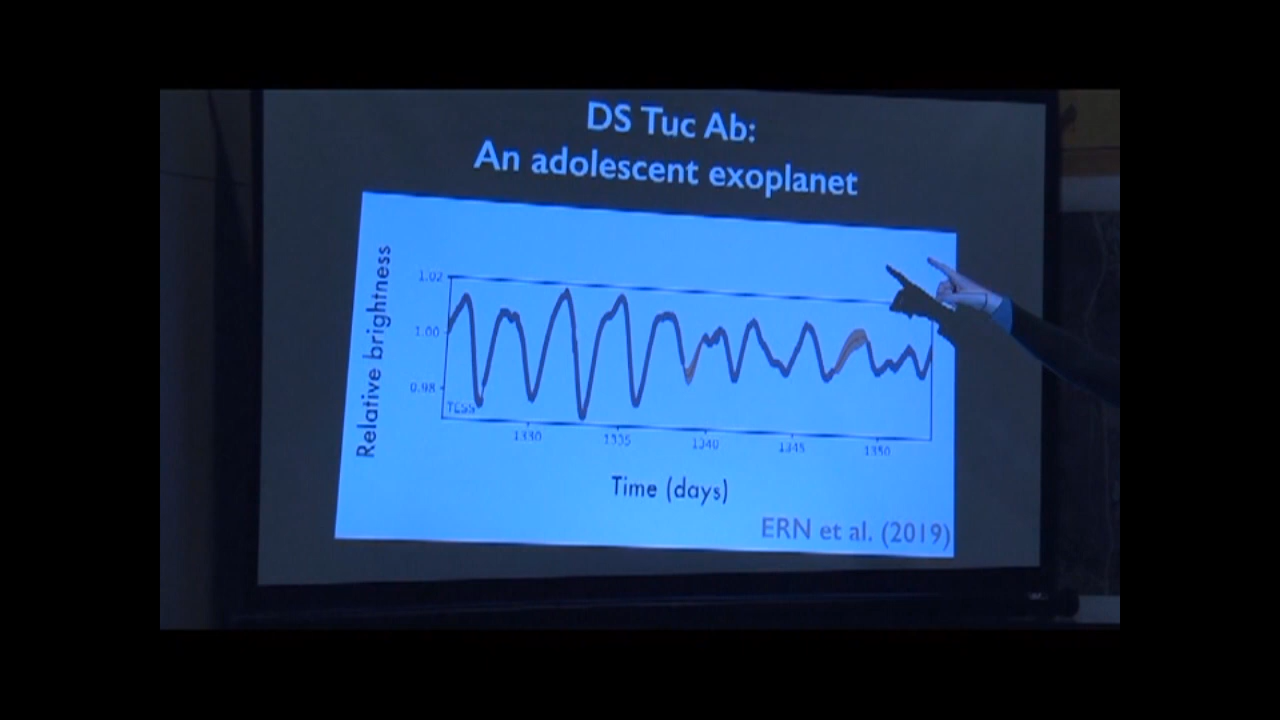 DS Tuc Ab:
An adolescent exoplanet
Relative brightness
1.02
1.00
0.98
TESS
1330
1335
1340
1345
1350
Time (days)
ERN et al. (2019)